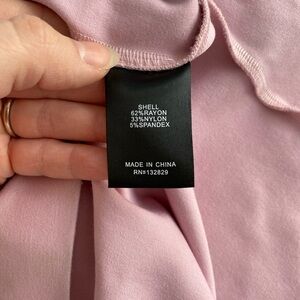 SHELL
62%RAYON
33%NYLON
5%SPANDEX
MADE IN CHINA
RN#132829